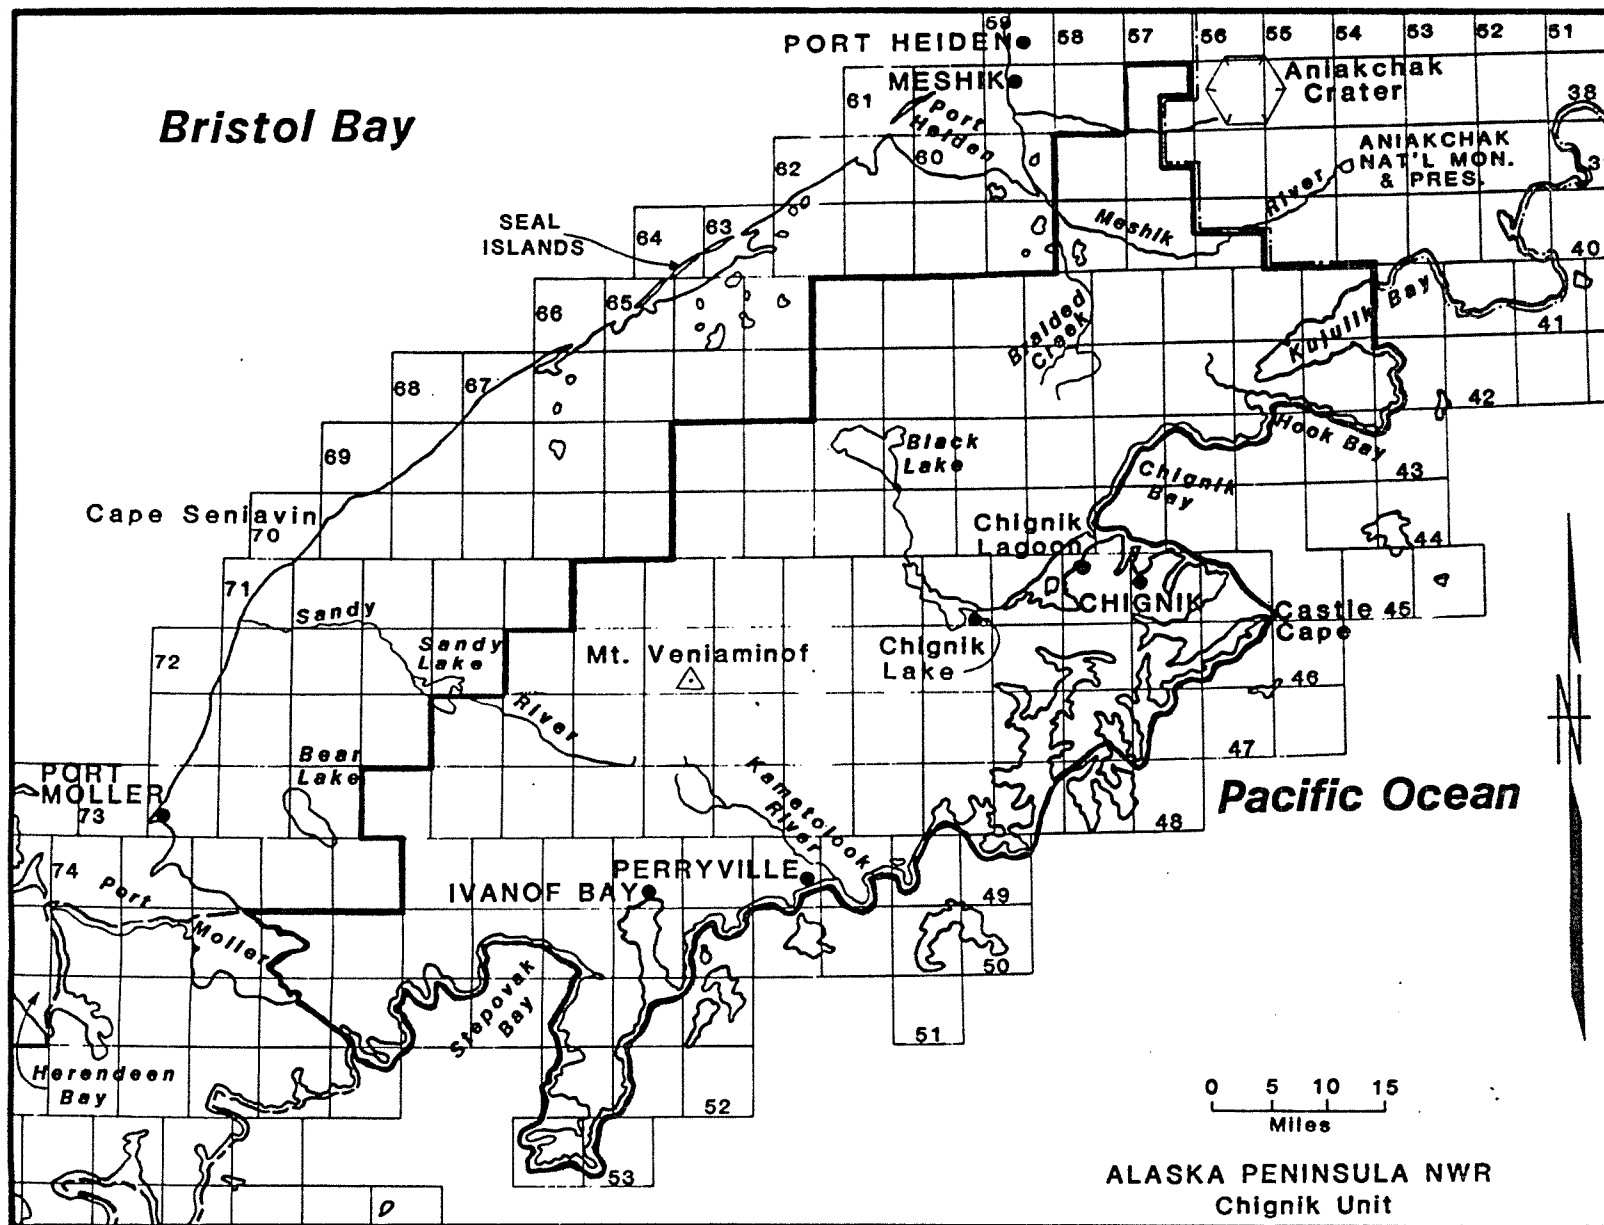 59
PORT HEIDEN
58
57
56
55
54
53
52
51
MESHIK
Aniakchak
Crater
61
Port
Heiden
38
Bristol Bay
ANIAKCHAK
NAT'L MON.
& PRES.
60
62
River
SEAL
ISLANDS
64
63
Meshik
40
65
66
Braided
Creek
Kujulik Bay
41
68
67
42
Hook Bay
Black
Lake
69
43
Chignik
Bay
Cape Seniavin
70
Chignik
Lagoon
44
71
Sandy
CHIGNIK
Castle
Cape
45
72
Sandy
Lake
Mt. Veniaminof
Chignik
Lake
46
River
47
Bear
Lake
PORT
MOLLER
73
Kametolook
River
Pacific Ocean
N
48
74
Port
Moller
PERRYVILLE
IVANOF BAY
49
50
Stepovak
Bay
51
Herendeen
Bay
52
0 5 10 15
Miles
53
ALASKA PENINSULA NWR
Chignik Unit